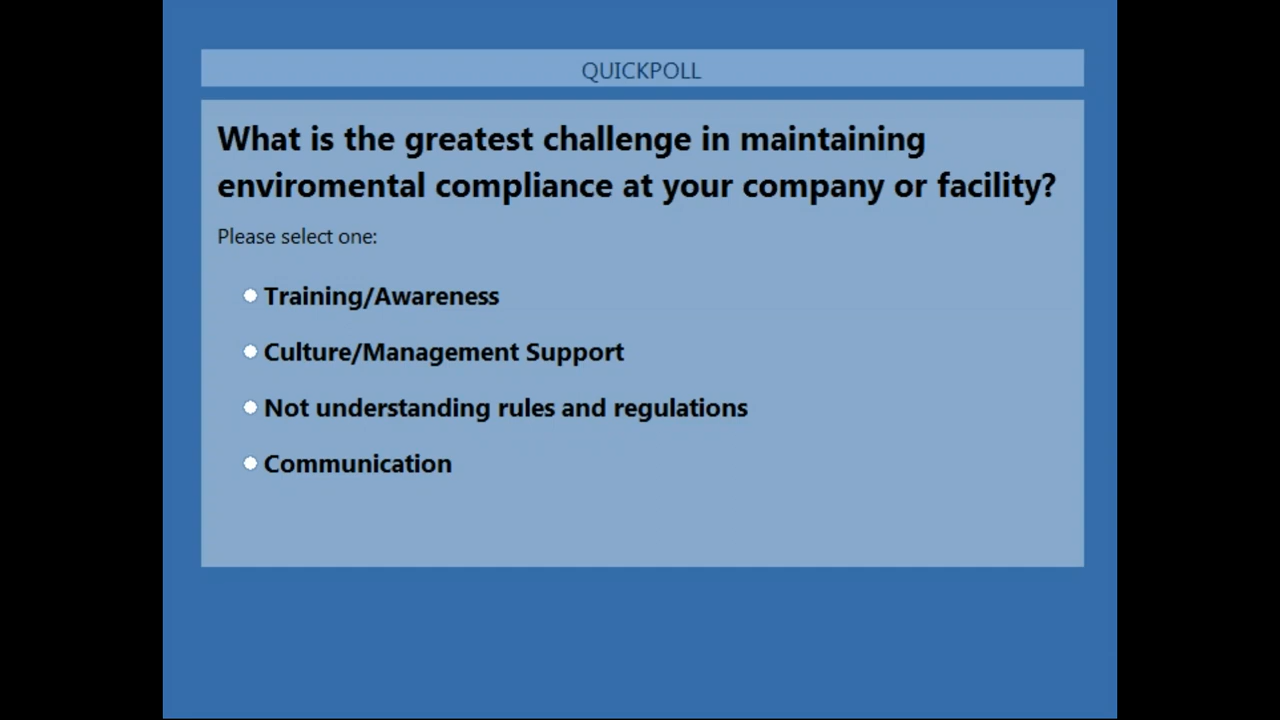 QUICKPOLL
What is the greatest challenge in maintaining
enviromental compliance at your company or facility?
Please select one:
Training/Awareness
Culture/Management Support
Not understanding rules and regulations
Communication